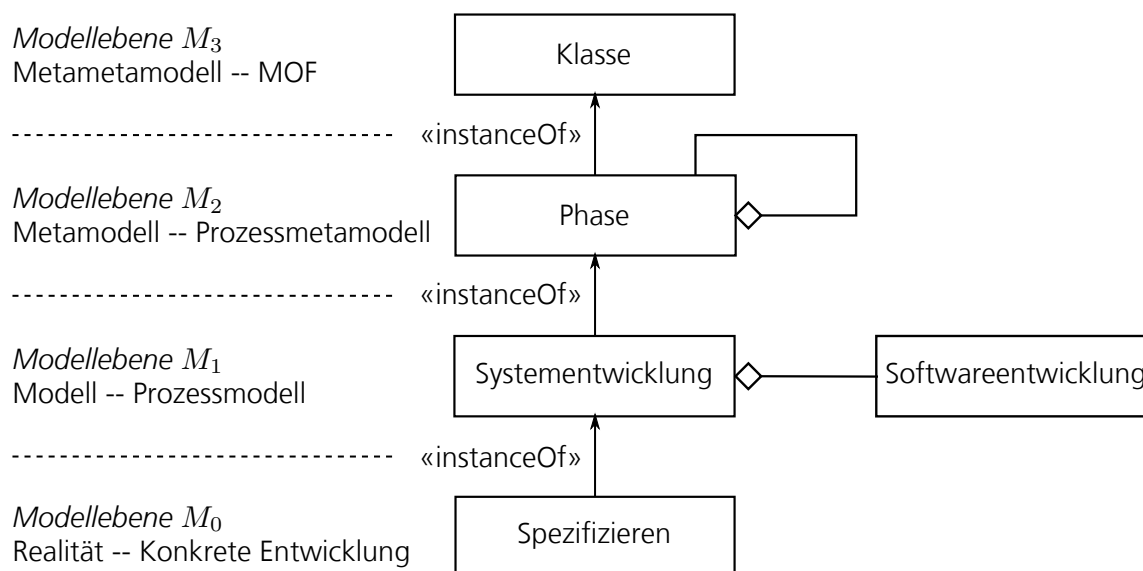 Modellebene M₃
Metametamodell -- MOF
Klasse
«instanceOf»
Modellebene M₂
Metamodell -- Prozessmetamodell
Phase
«instanceOf»
Modellebene M₁
Modell -- Prozessmodell
Systementwicklung
Softwareentwicklung
«instanceOf»
Modellebene M₀
Realität -- Konkrete Entwicklung
Spezifizieren